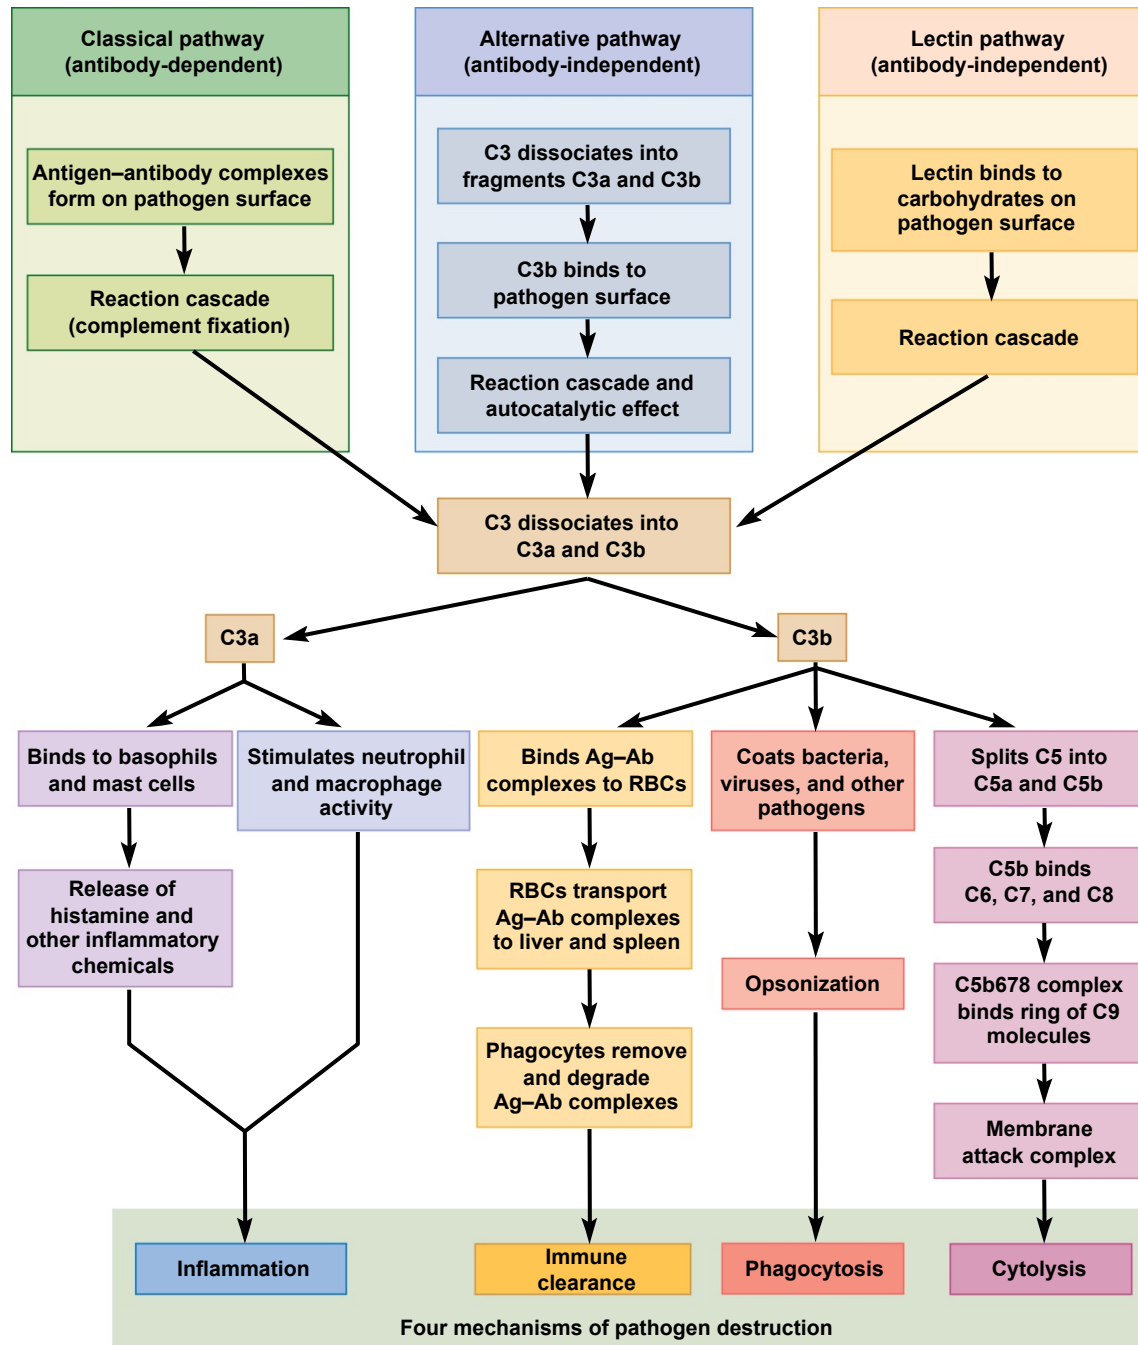 Classical pathway
(antibody-dependent)
Alternative pathway
(antibody-independent)
Lectin pathway
(antibody-independent)
Antigen–antibody complexes
form on pathogen surface
Reaction cascade
(complement fixation)
C3 dissociates into
fragments C3a and C3b
C3b binds to
pathogen surface
Reaction cascade and
autocatalytic effect
Lectin binds to
carbohydrates on
pathogen surface
Reaction cascade
C3 dissociates into
C3a and C3b
C3a
C3b
Binds to basophils
and mast cells
Release of
histamine and
other inflammatory
chemicals
Stimulates neutrophil
and macrophage
activity
Binds Ag–Ab
complexes to RBCs
RBCs transport
Ag–Ab complexes
to liver and spleen
Phagocytes remove
and degrade
Ag–Ab complexes
Coats bacteria,
viruses, and other
pathogens
Opsonization
Splits C5 into
C5a and C5b
C5b binds
C6, C7, and C8
C5b678 complex
binds ring of C9
molecules
Membrane
attack complex
Inflammation
Immune
clearance
Phagocytosis
Cytolysis
Four mechanisms of pathogen destruction